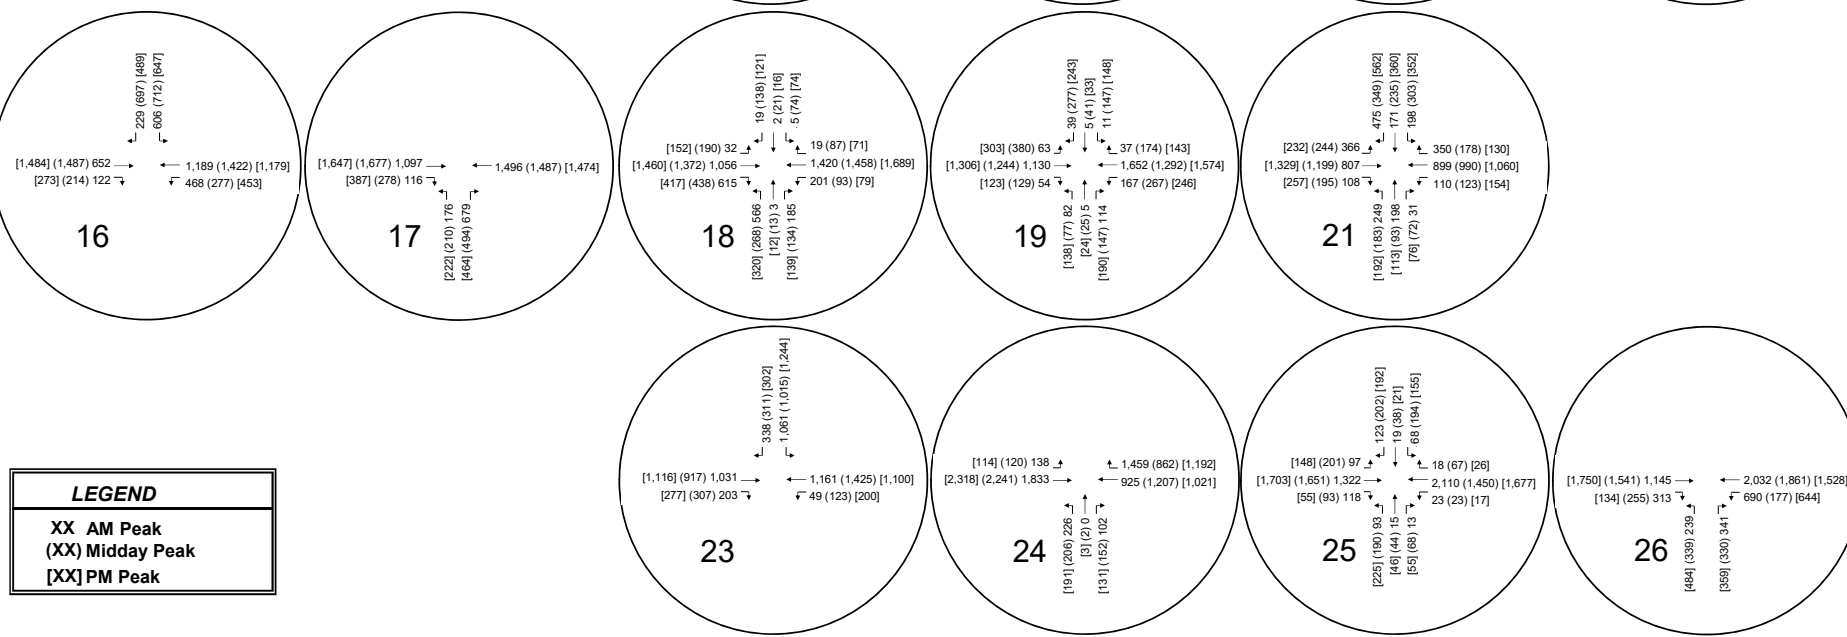 229 (697) [489]
606 (712) [647]
[1,484] (1,487) 652
[273] (214) 122
1,189 (1,422) [1,179]
468 (277) [453]
16
[1,647] (1,677) 1,097
[387] (278) 116
1,496 (1,487) [1,474]
[222] (210) 176
[464] (494) 679
17
19 (138) [121]
2 (21) [16]
5 (74) [74]
[152] (190) 32
[1,460] (1,372) 1,056
[417] (438) 615
19 (87) [71]
1,420 (1,458) [1,689]
201 (93) [79]
[320] (268) 566
[12] (13) 3
[139] (134) 185
18
39 (277) [243]
5 (41) [33]
11 (147) [148]
[303] (380) 63
[1,306] (1,244) 1,130
[123] (129) 54
37 (174) [143]
1,652 (1,292) [1,574]
167 (267) [246]
[138] (77) 82
[24] (25) 5
[190] (147) 114
19
475 (349) [562]
171 (235) [360]
198 (303) [352]
[232] (244) 366
[1,329] (1,199) 807
[257] (195) 108
350 (178) [130]
899 (990) [1,060]
110 (123) [154]
[192] (183) 249
[113] (93) 198
[76] (72) 31
21
338 (311) [302]
1,061 (1,015) [1,244]
[1,116] (917) 1,031
[277] (307) 203
1,161 (1,425) [1,100]
49 (123) [200]
23
[114] (120) 138
[2,318] (2,241) 1,833
1,459 (862) [1,192]
925 (1,207) [1,021]
[191] (206) 226
[3] (2) 0
[131] (152) 102
24
123 (202) [192]
19 (38) [21]
68 (194) [155]
[148] (201) 97
[1,703] (1,651) 1,322
[55] (93) 118
18 (67) [26]
2,110 (1,450) [1,677]
23 (23) [17]
[225] (190) 93
[46] (44) 15
[55] (68) 13
25
[1,750] (1,541) 1,145
[134] (255) 313
2,032 (1,861) [1,528]
690 (177) [644]
[484] (339) 239
[359] (330) 341
26
LEGEND
XX AM Peak
(XX) Midday Peak
[XX] PM Peak